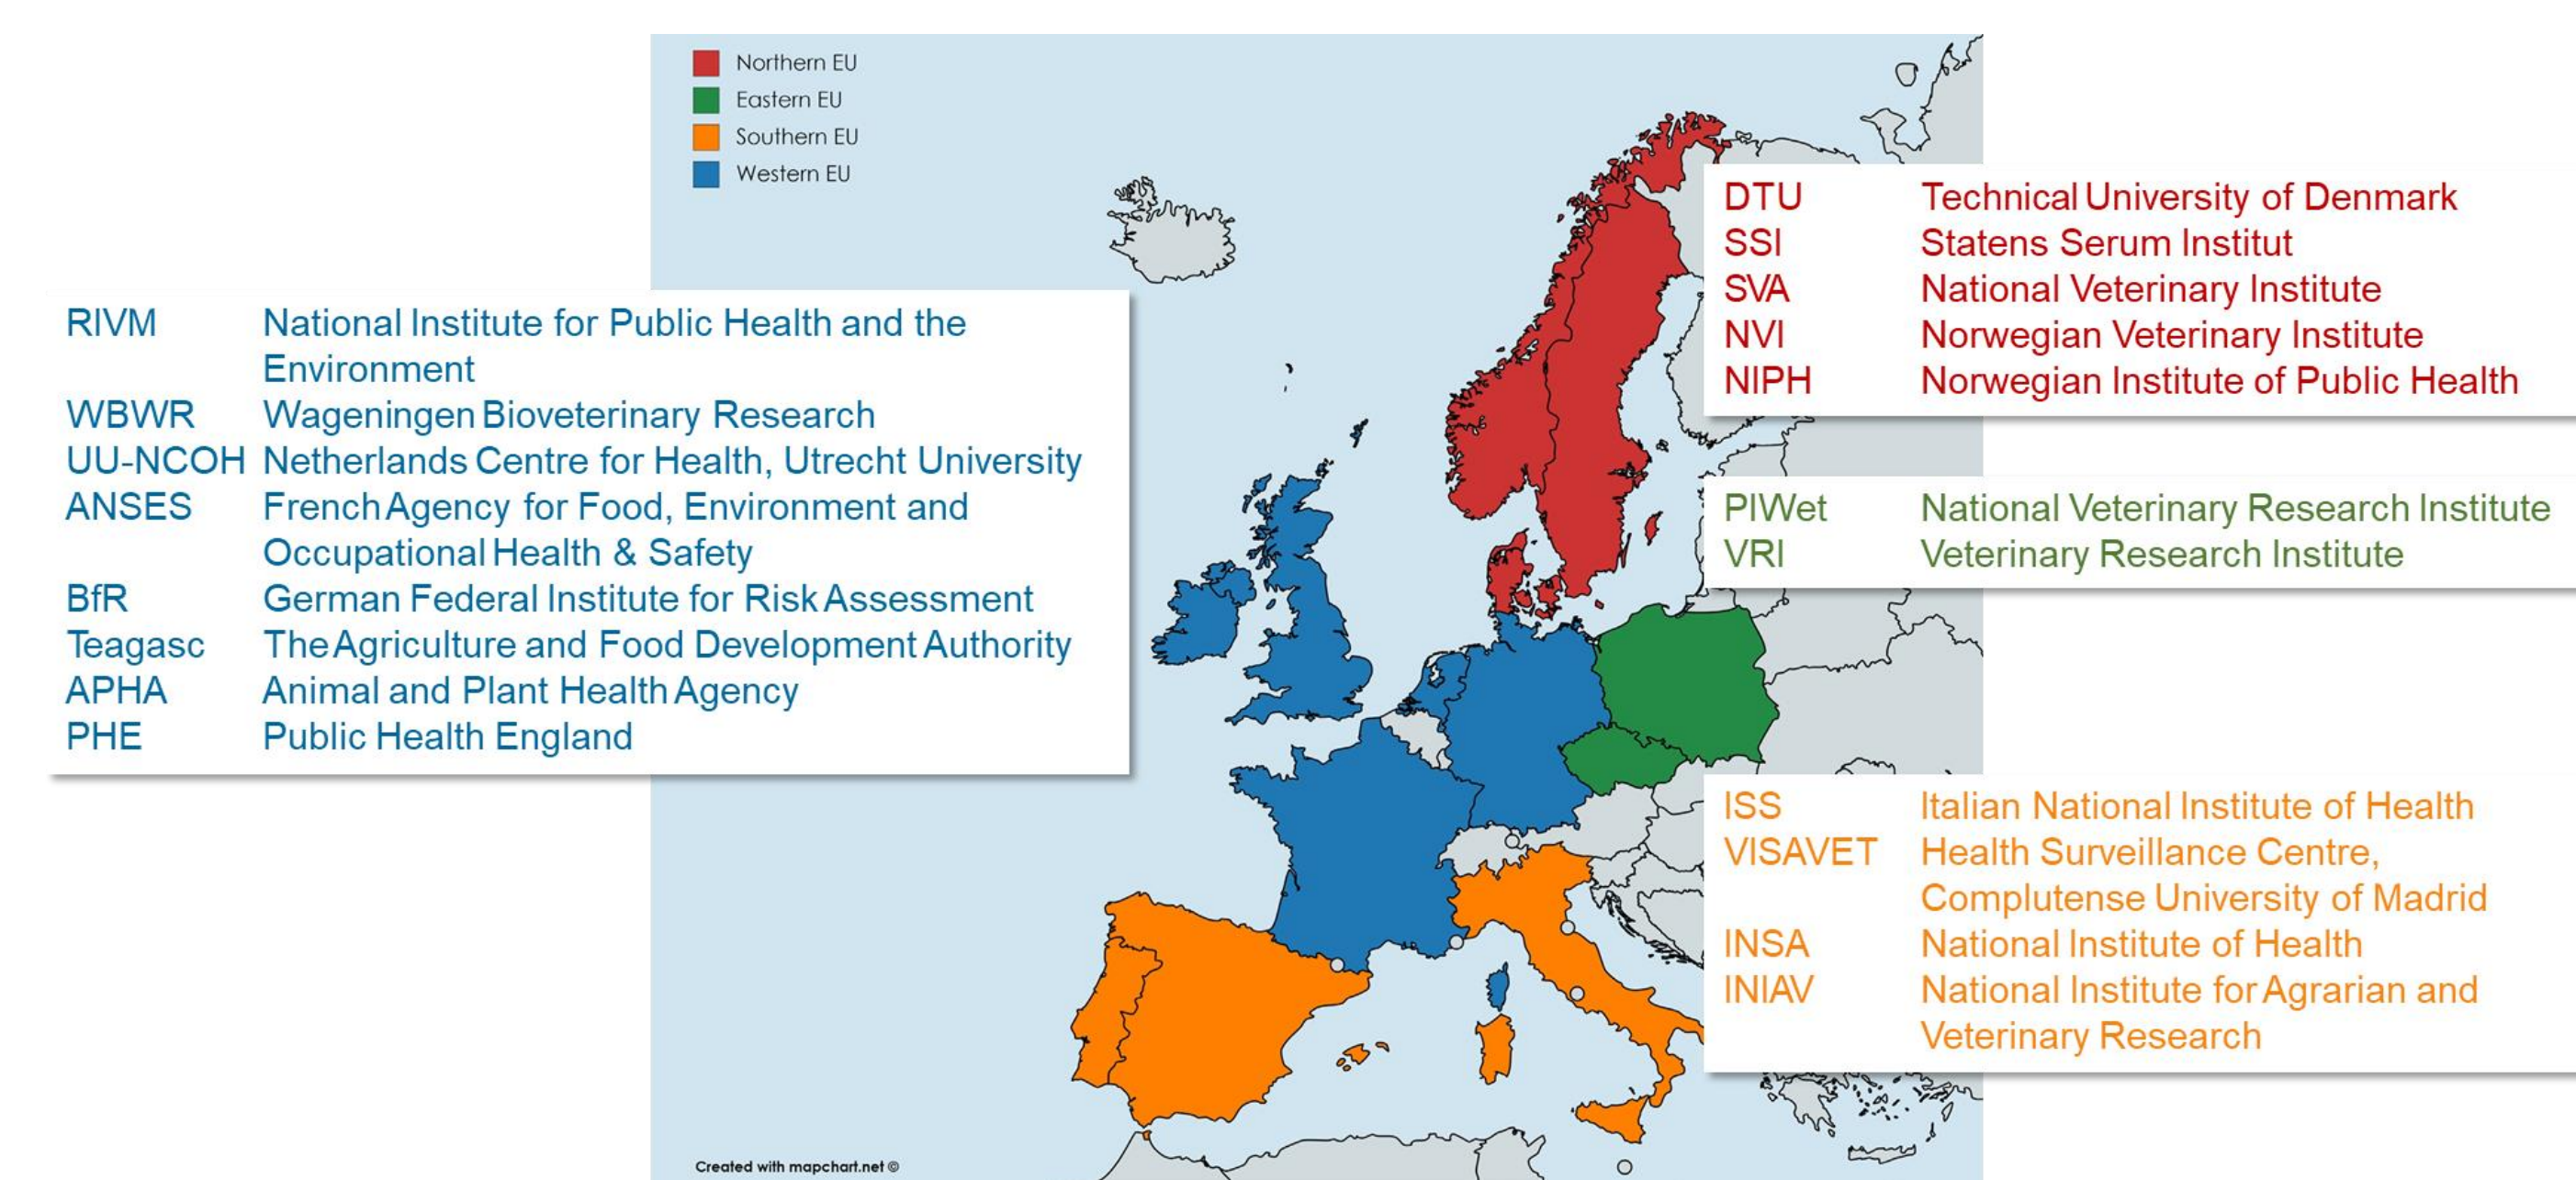 Northern EU
Eastern EU
Southern EU
Western EU
RIVM National Institute for Public Health and the
Environment
WBWR Wageningen Bioveterinary Research
UU-NCOH Netherlands Centre for Health, Utrecht University
ANSES French Agency for Food, Environment and
Occupational Health & Safety
BfR German Federal Institute for Risk Assessment
Teagasc The Agriculture and Food Development Authority
APHA Animal and Plant Health Agency
PHE Public Health England
DTU Technical University of Denmark
SSI Statens Serum Institut
SVA National Veterinary Institute
NVI Norwegian Veterinary Institute
NIPH Norwegian Institute of Public Health
PIWet National Veterinary Research Institute
VRI Veterinary Research Institute
ISS Italian National Institute of Health
VISAVET Health Surveillance Centre,
Complutense University of Madrid
INSA National Institute of Health
INIAV National Institute for Agrarian and
Veterinary Research
Created with mapchart.net ©